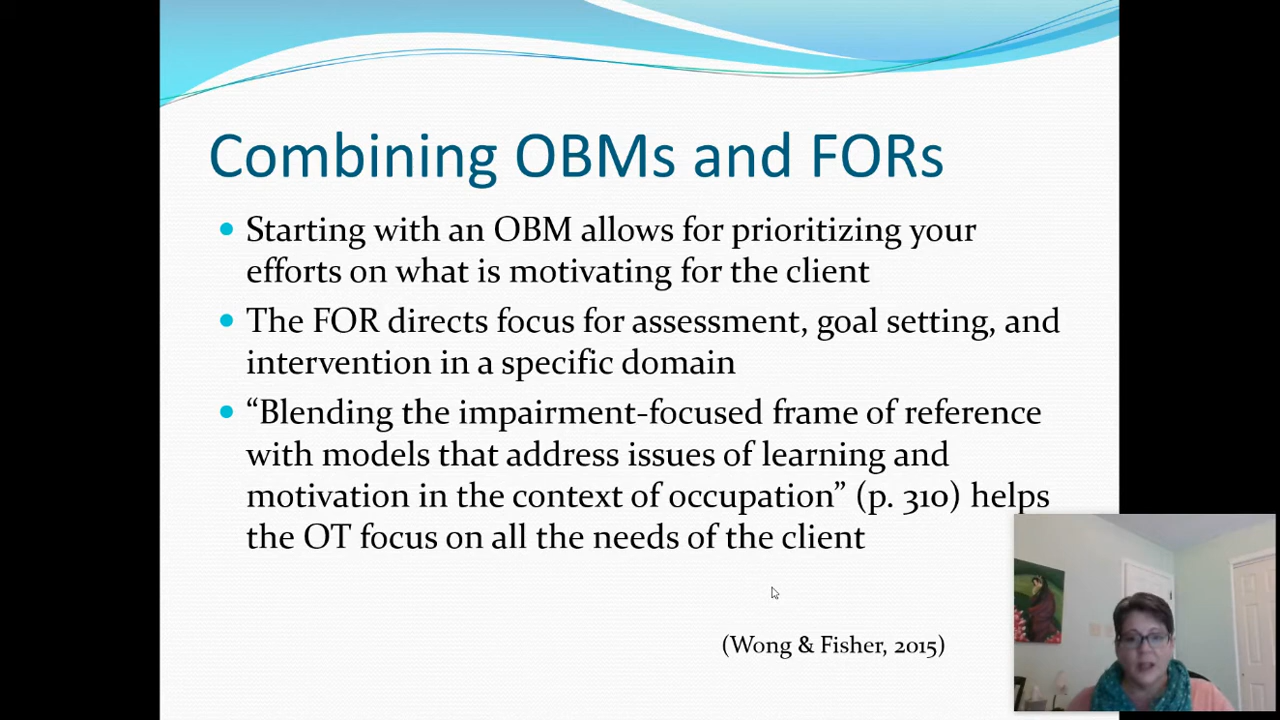 Combining OBMs and FORs
• Starting with an OBM allows for prioritizing your
efforts on what is motivating for the client
• The FOR directs focus for assessment, goal setting, and
intervention in a specific domain
• “Blending the impairment-focused frame of reference
with models that address issues of learning and
motivation in the context of occupation” (p. 310) helps
the OT focus on all the needs of the client
(Wong & Fisher, 2015)